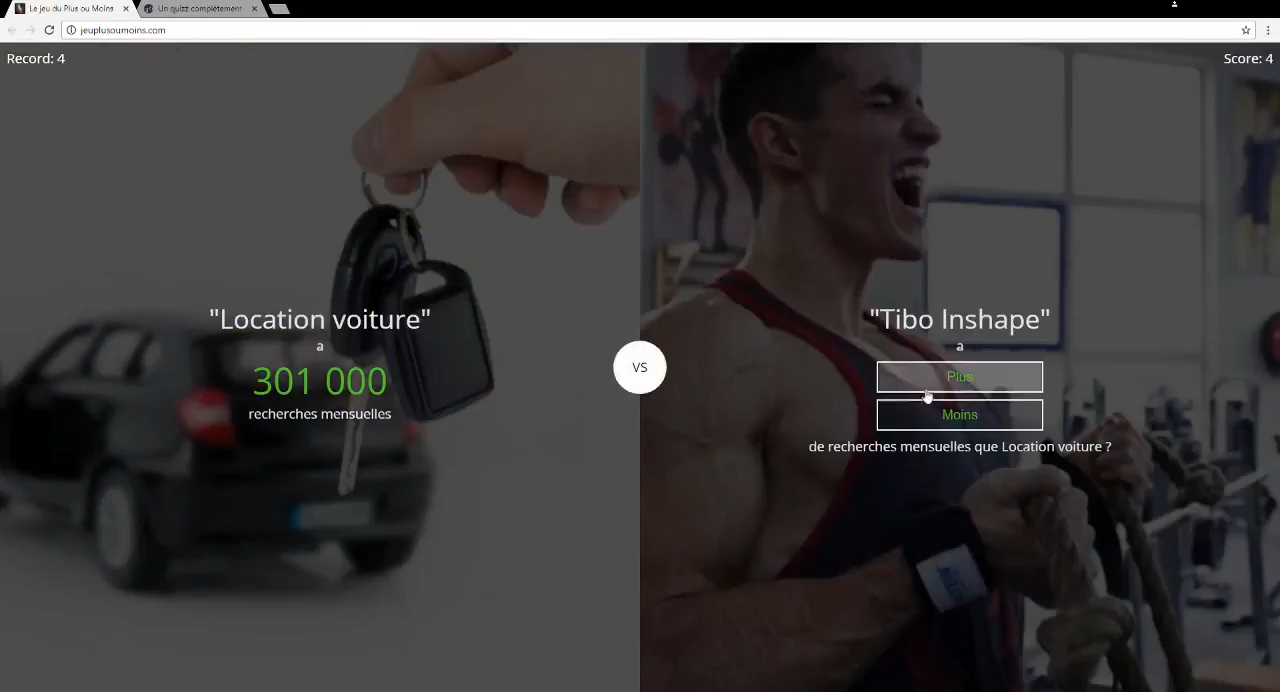 Le jeu du Plus ou Moins
Un quizz complètement
jeuplusoumoins.com
Record: 4
Score: 4
"Location voiture"
a
301 000
recherches mensuelles
VS
"Tibo Inshape"
a
Plus
Moins
de recherches mensuelles que Location voiture ?